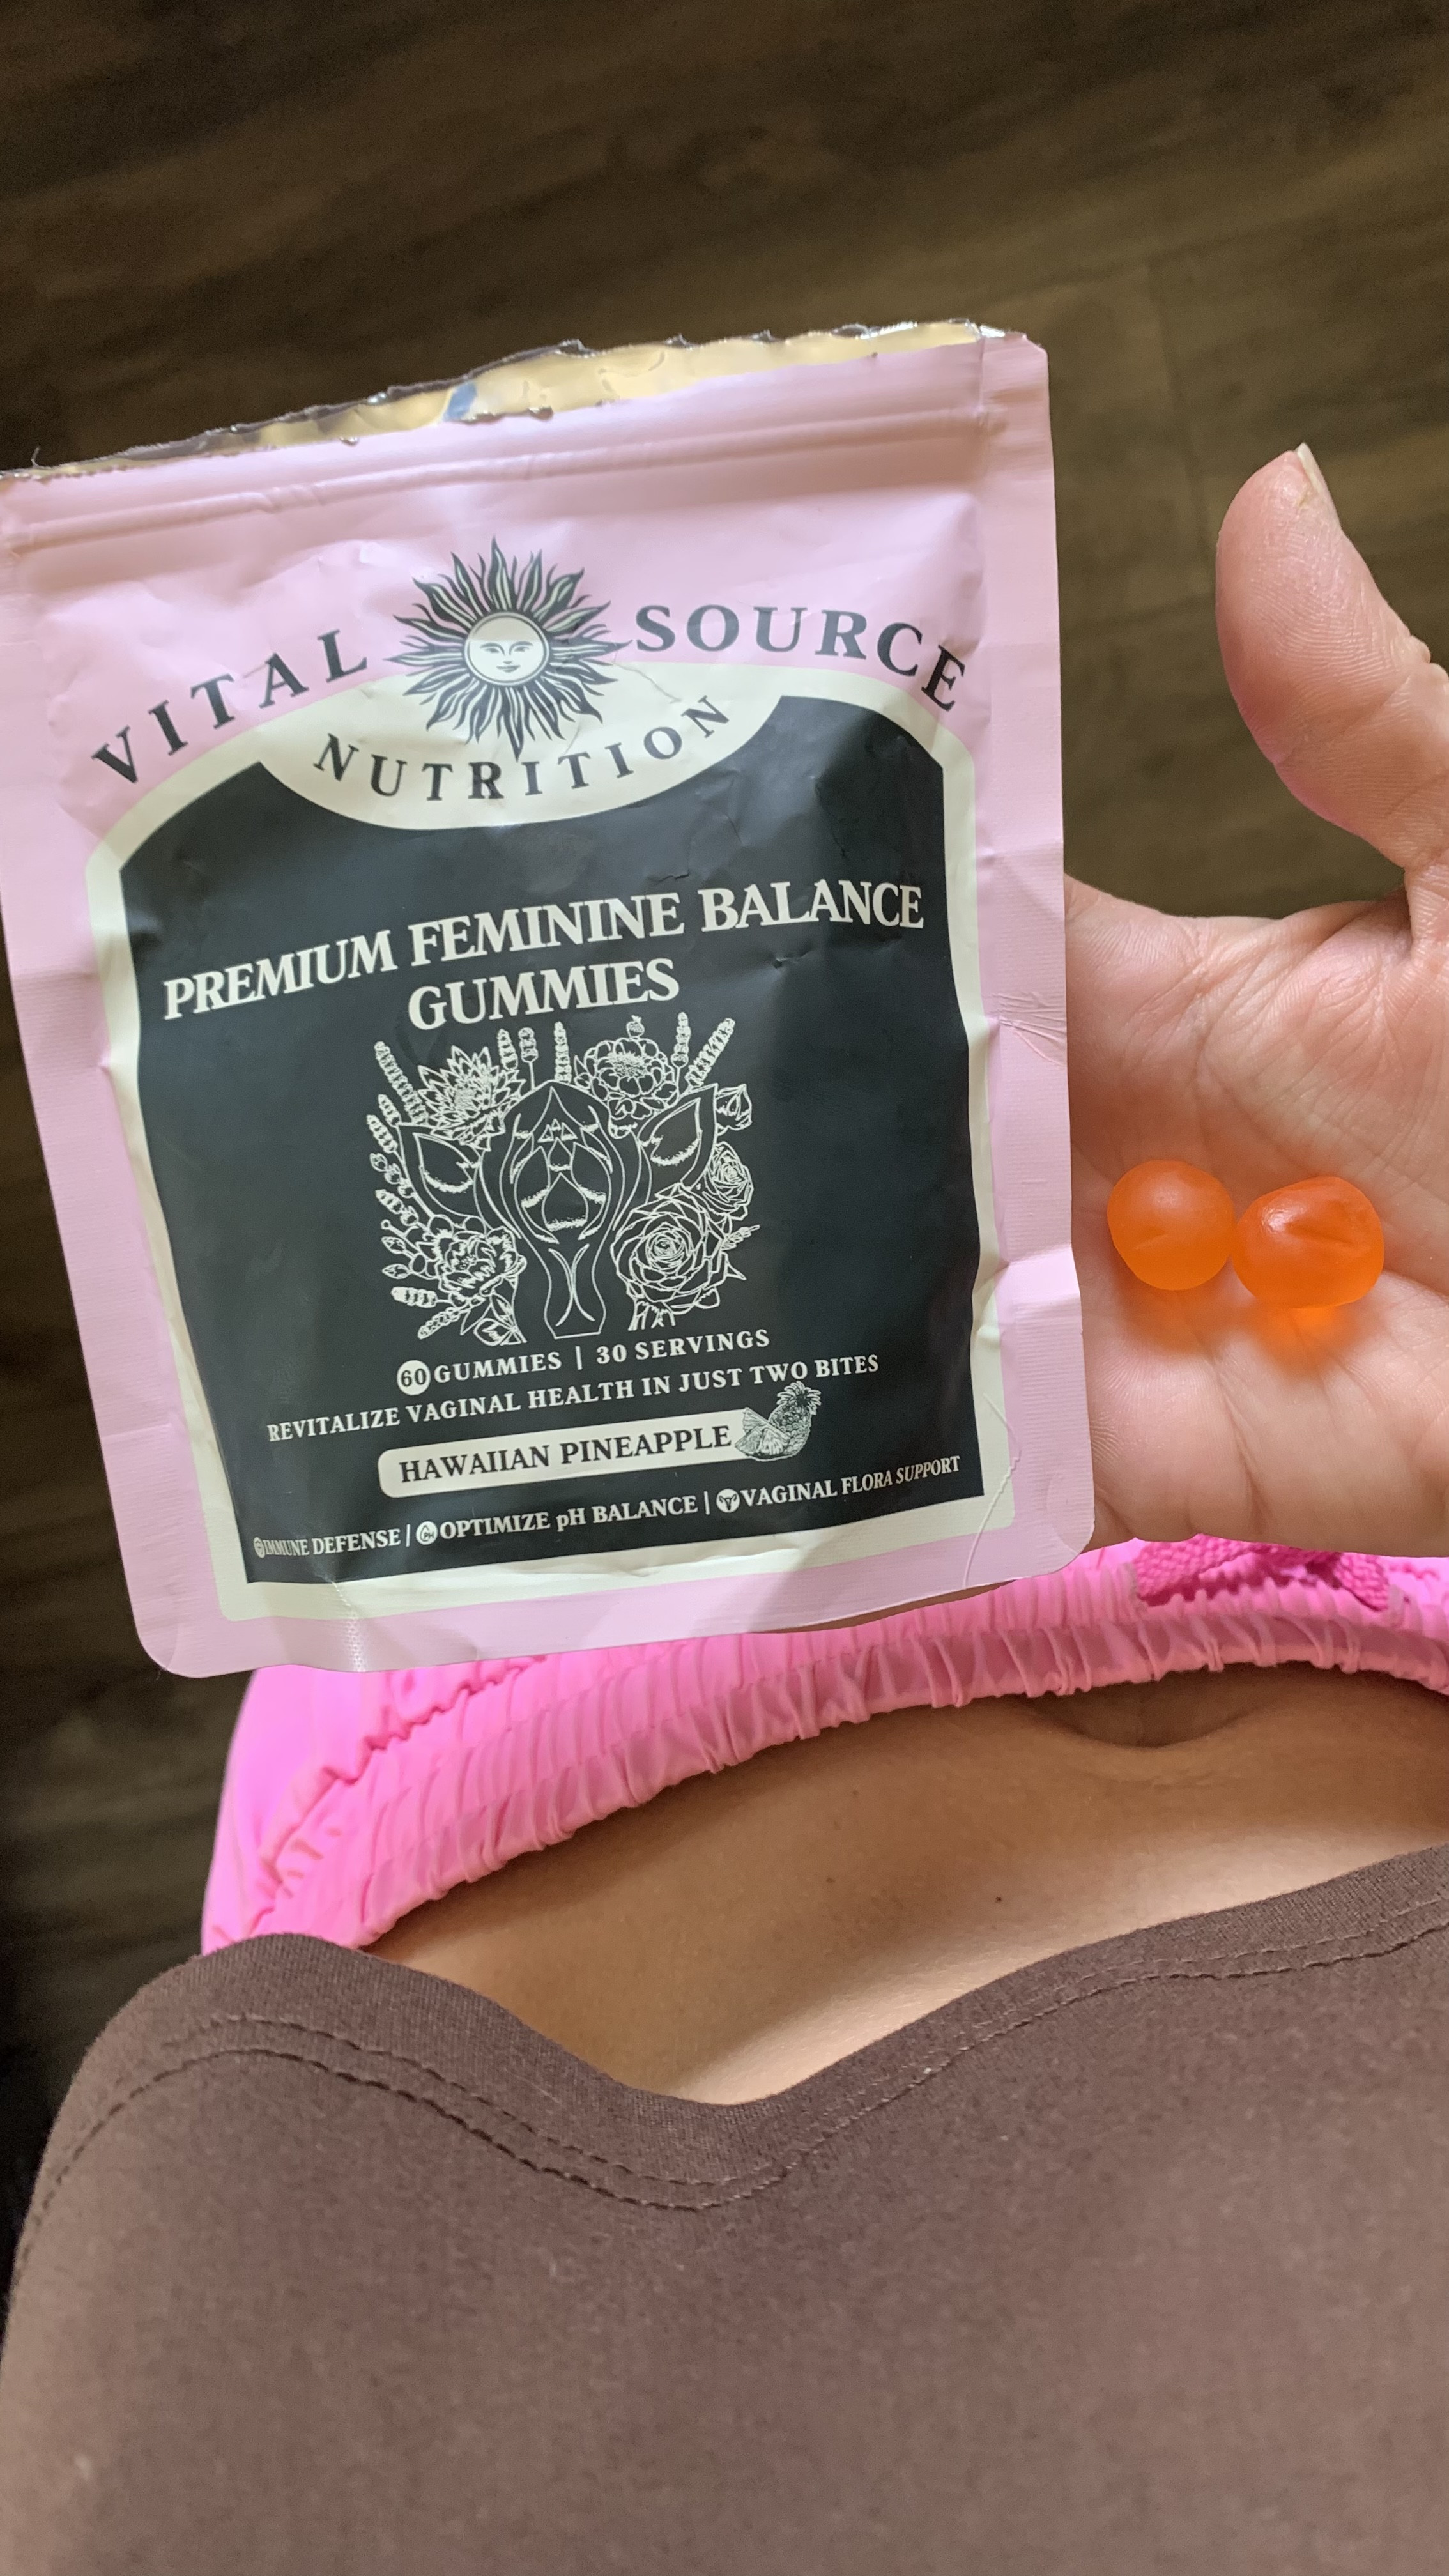 VITAL SOURCE
NUTRITION
PREMIUM FEMININE BALANCE
GUMMIES
60 GUMMIES | 30 SERVINGS
REVITALIZE VAGINAL HEALTH IN JUST TWO BITES
HAWAIIAN PINEAPPLE
IMMUNE DEFENSE | OPTIMIZE pH BALANCE | VAGINAL FLORA SUPPORT